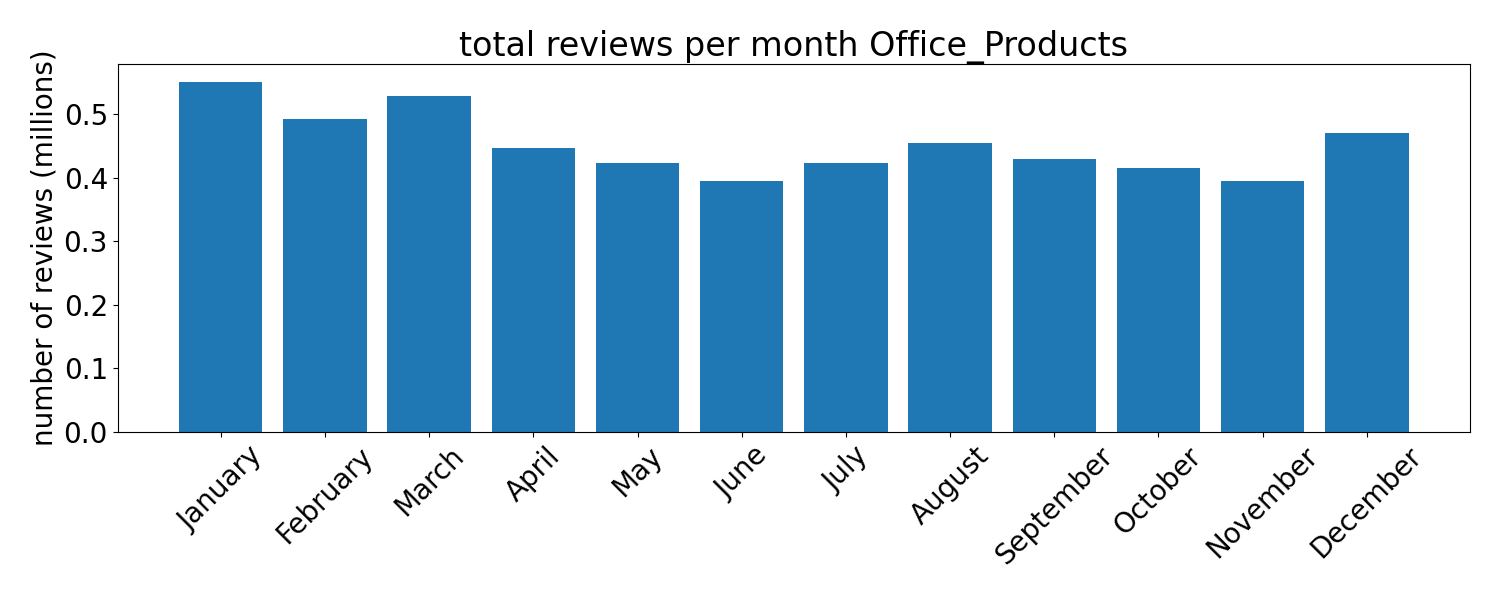 total reviews per month Office_Products
number of reviews (millions)
0.5
0.4
0.3
0.2
0.1
0.0
January
February
March
April
May
June
July
August
September
October
November
December